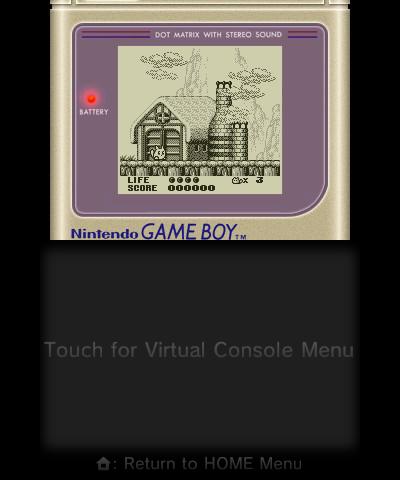 DOT MATRIX WITH STEREO SOUND
BATTERY
LIFE
SCORE 000000
x 3
Nintendo GAME BOY™
Touch for Virtual Console Menu
: Return to HOME Menu